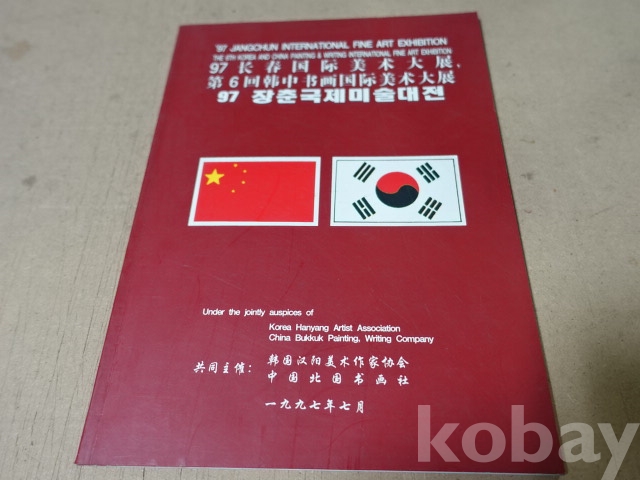 '97 JANGCHUN INTERNATIONAL FINE ART EXHIBITION
THE 6TH KOREA AND CHINA PAINTING & WRITING INTERNATIONAL FINE ART EXHIBITION
97长春国际美术大展、
第6回韩中书画国际美术大展
97 장춘국제미술대전
Under the jointly auspices of
Korea Hanyang Artist Association
China Bukkuk Painting, Writing Company
共同主催：韩国汉阳美术作家协会
中国北国书画社
一九九七年七月
kobay